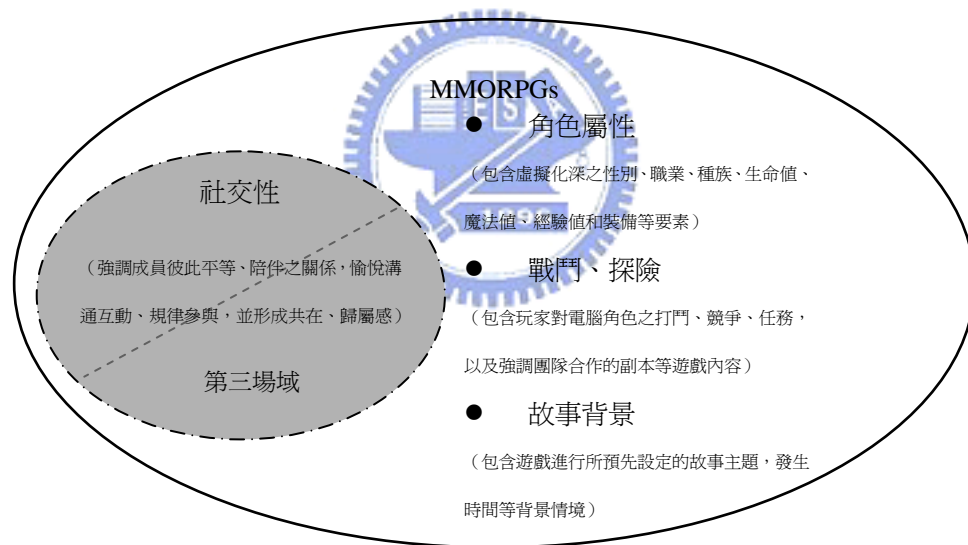 MMORPGs
● 角色屬性
（包含虛擬化深之性別、職業、種族、生命值、
魔法值、經驗值和裝備等要素）
● 戰鬥、探險
（包含玩家對電腦角色之打鬥、競爭、任務，
以及強調團隊合作的副本等遊戲內容）
● 故事背景
（包含遊戲進行所預先設定的故事主題，發生
時間等背景情境）
社交性
（強調成員彼此平等、陪伴之關係，愉悅溝
通互動、規律參與，並形成共在、歸屬感）
第三場域